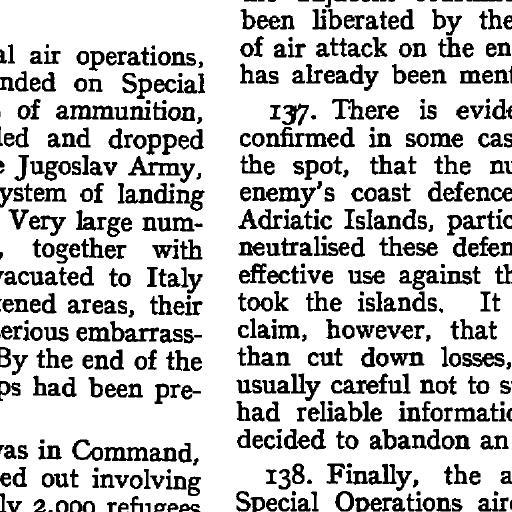 al air operations,
nded on Special
of ammunition,
led and dropped
Jugoslav Army,
ystem of landing
Very large num-
, together with
vacuated to Italy
tened areas, their
serious embarrass-
By the end of the
ps had been pre-
was in Command,
ed out involving
ly 2,000 refugees
been liberated by the
of air attack on the en
has already been ment
137. There is evide
confirmed in some cas
the spot, that the nu
enemy's coast defence
Adriatic Islands, partic
neutralised these defen
effective use against th
took the islands. It
claim, however, that
than cut down losses,
usually careful not to s
had reliable informatio
decided to abandon an
138. Finally, the a
Special Operations airc